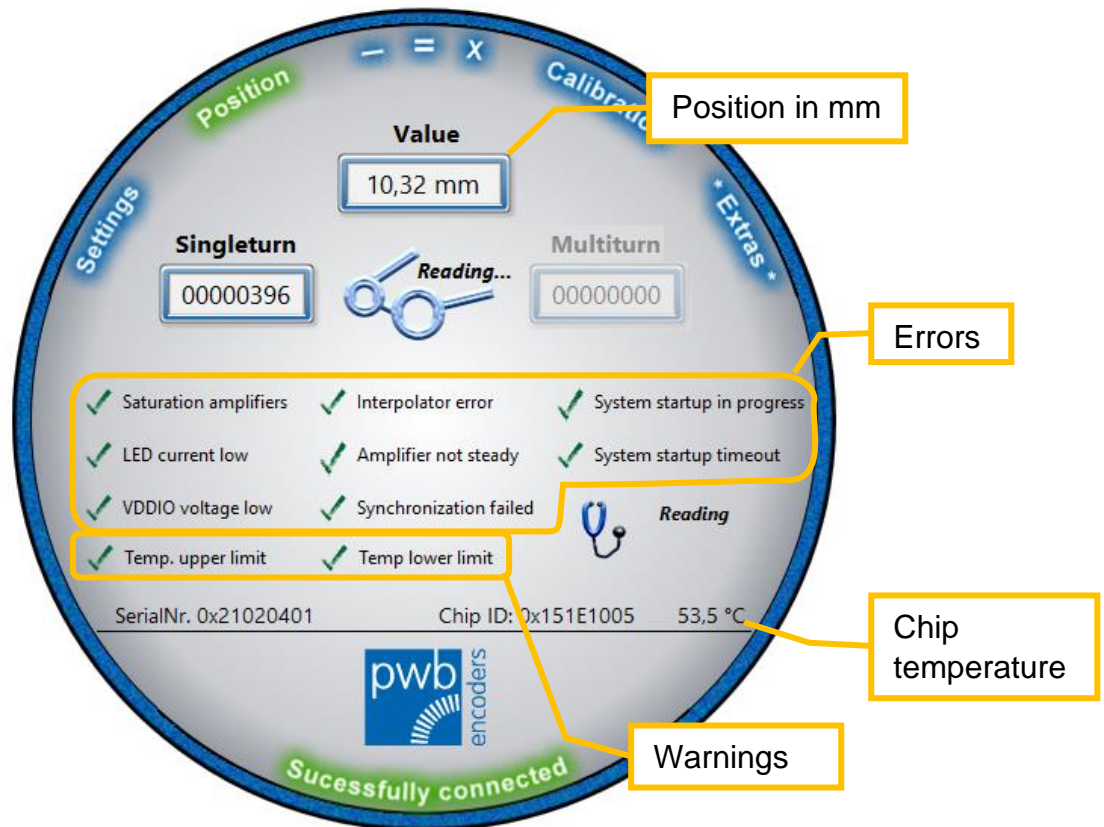 — = X
Position
Calibratio
Position in mm
Value
10,32 mm
Settings
* Extras *
Singleturn
Multiturn
Reading...
00000396
00000000
Errors
Saturation amplifiers
Interpolator error
System startup in progress
LED current low
Amplifier not steady
System startup timeout
VDDIO voltage low
Synchronization failed
Reading
Temp. upper limit
Temp lower limit
SerialNr. 0x21020401
Chip ID: 0x151E1005
53,5 °C
Chip
temperature
pwb
encoders
Warnings
Sucessfully connected